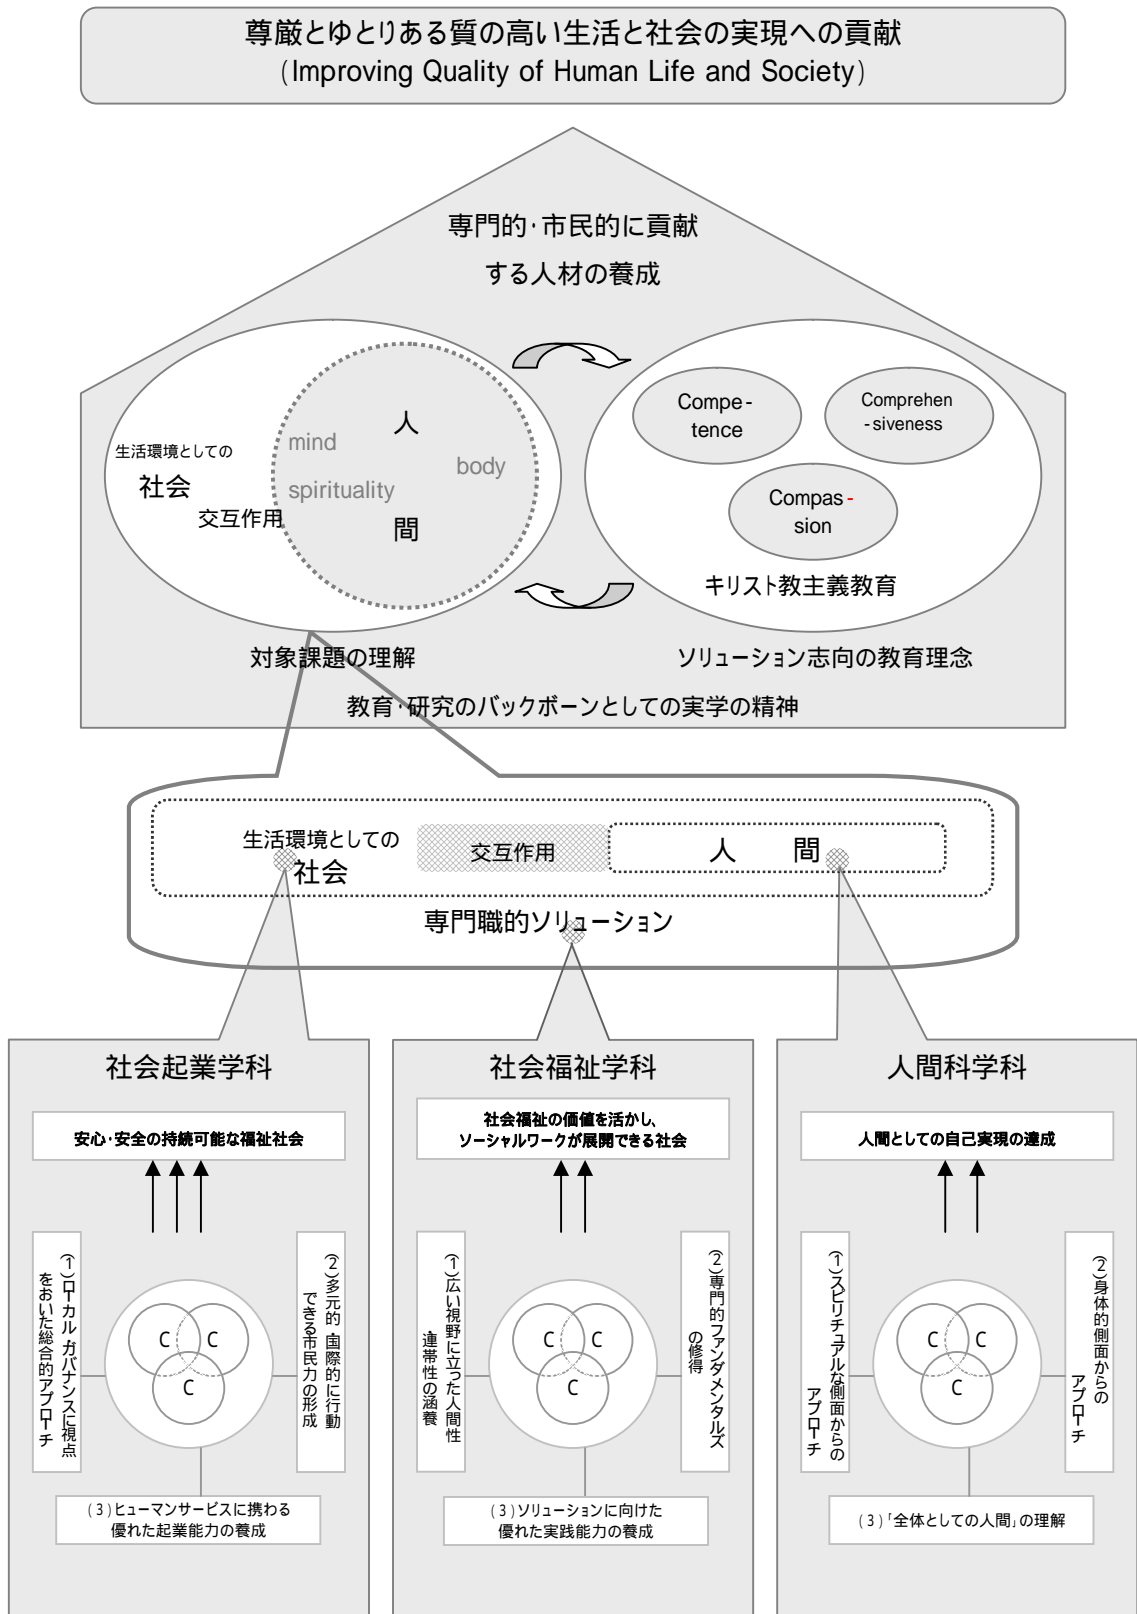 尊厳とゆとりある質の高い生活と社会の実現への貢献
(Improving Quality of Human Life and Society)
専門的・市民的に貢献
する人材の養成
生活環境としての
社会
交互作用
mind
spirituality
人
body
間
Compe-
tence
Comprehen
-siveness
Compas-
sion
キリスト教主義教育
対象課題の理解
ソリューション志向の教育理念
教育・研究のバックボーンとしての実学の精神
生活環境としての
社会
交互作用
人 間
専門職的ソリューション
社会起業学科
安心・安全の持続可能な福祉社会
(1)ローカル ガバナンスに視点
をおいた総合的アプローチ
C C
C
(2)多元的 国際的に行動
できる市民力の形成
(3)ヒューマンサービスに携わる
優れた起業能力の養成
社会福祉学科
社会福祉の価値を活かし、
ソーシャルワークが展開できる社会
(1)広い視野に立った人間性
連帯性の涵養
C C
C
(2)専門的ファンダメンタルズ
の修得
(3)ソリューションに向けた
優れた実践能力の養成
人間科学科
人間としての自己実現の達成
(1)スピリチュアルな側面からの
アプローチ
C C
C
(2)身体的側面からの
アプローチ
(3)「全体としての人間」の理解